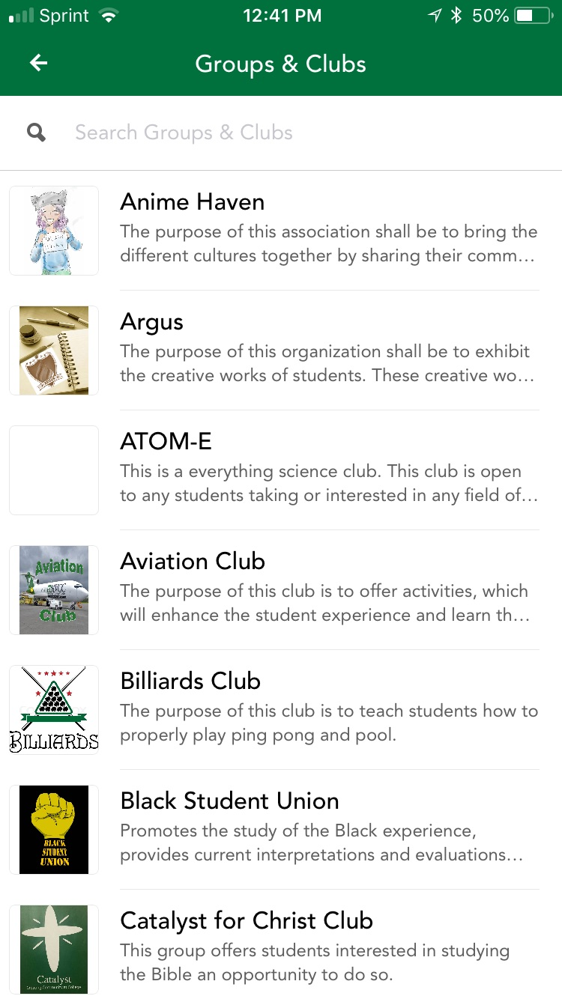 Sprint 12:41 PM 50%
Groups & Clubs
Search Groups & Clubs
Anime Haven
The purpose of this association shall be to bring the
different cultures together by sharing their comm…
Argus
The purpose of this organization shall be to exhibit
the creative works of students. These creative wo…
ATOM-E
This is a everything science club. This club is open
to any students taking or interested in any field of…
Aviation
Club
Aviation Club
The purpose of this club is to offer activities, which
will enhance the student experience and learn th…
BILLIARDS
Billiards Club
The purpose of this club is to teach students how to
properly play ping pong and pool.
BLACK
STUDENT
UNION
Black Student Union
Promotes the study of the Black experience,
provides current interpretations and evaluations…
Catalyst
Creating Community at College
Catalyst for Christ Club
This group offers students interested in studying
the Bible an opportunity to do so.